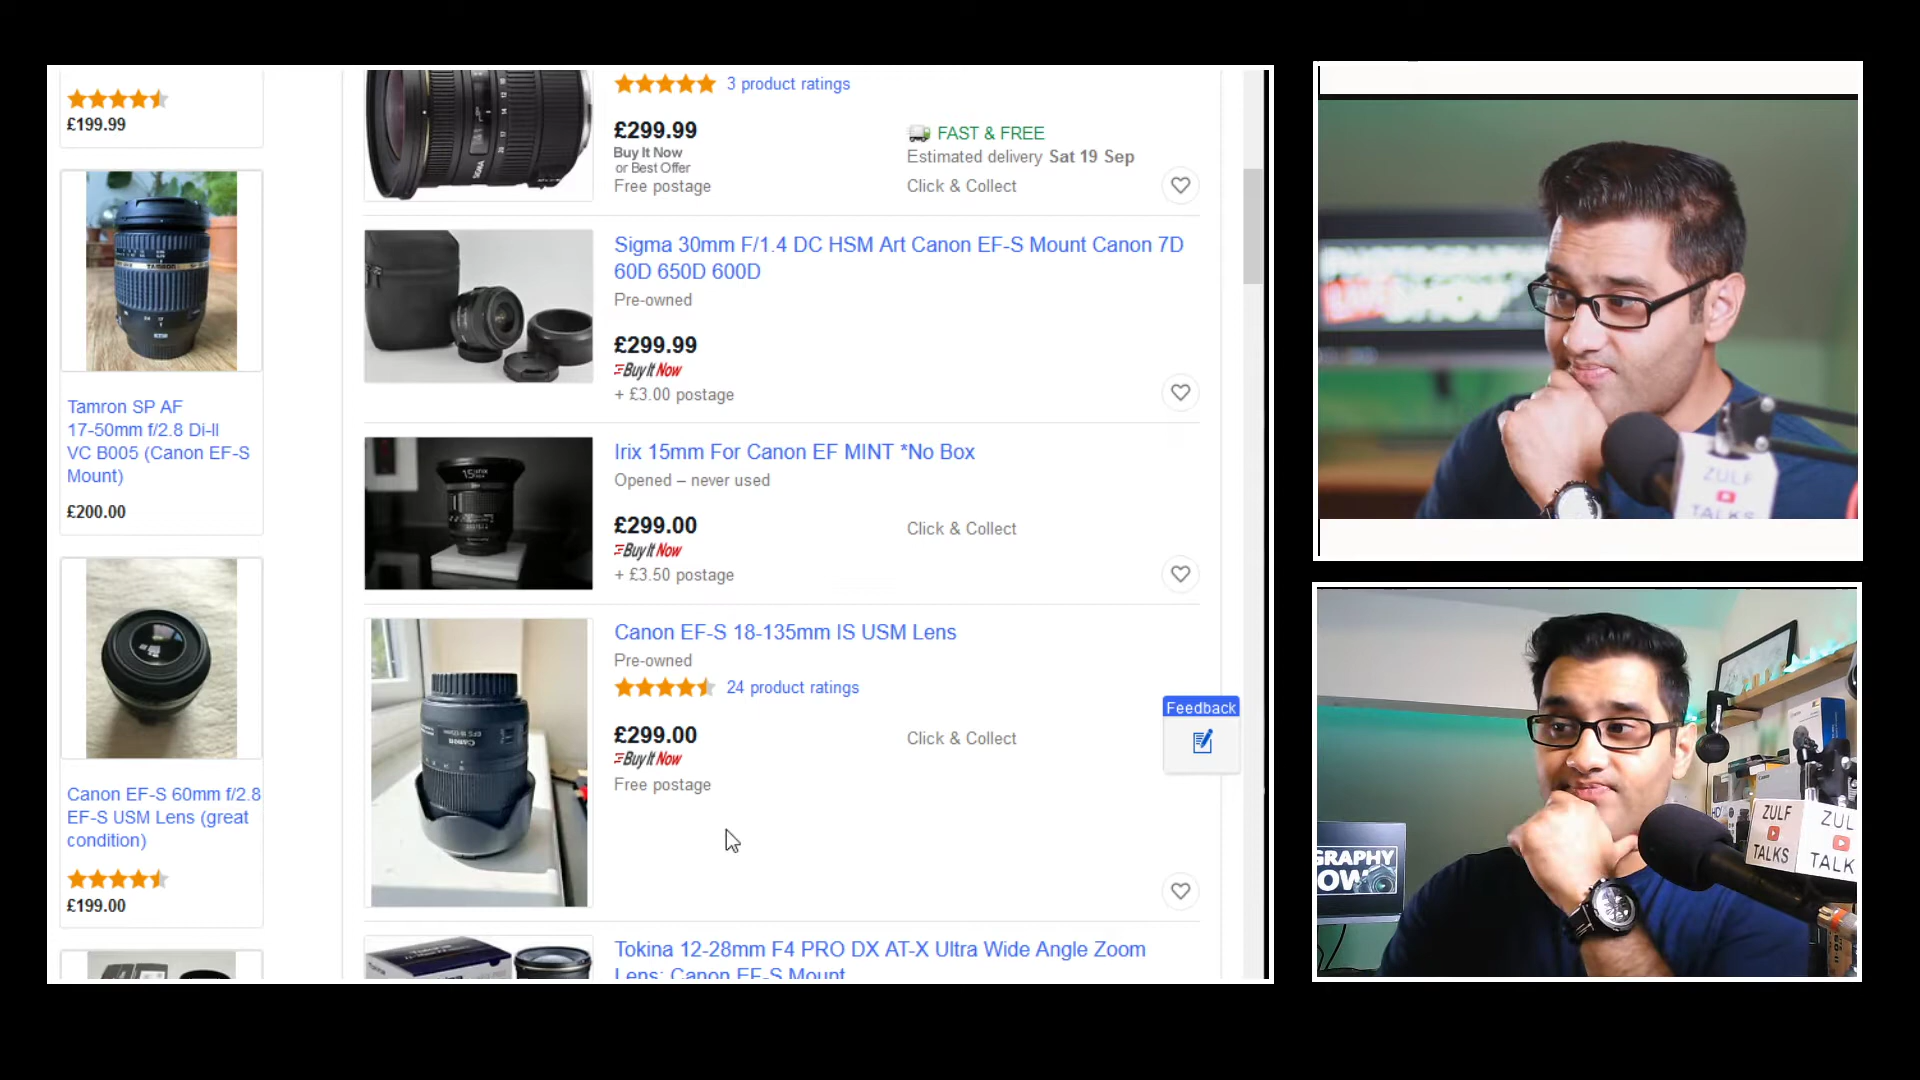 £199.99
Tamron SP AF
17-50mm f/2.8 Di-II
VC B005 (Canon EF-S
Mount)
£200.00
Canon EF-S 60mm f/2.8
EF-S USM Lens (great
condition)
£199.00
3 product ratings
£299.99
Buy It Now
or Best Offer
Free postage
FAST & FREE
Estimated delivery Sat 19 Sep
Click & Collect
Sigma 30mm F/1.4 DC HSM Art Canon EF-S Mount Canon 7D
60D 650D 600D
Pre-owned
£299.99
Buy It Now
+ £3.00 postage
Irix 15mm For Canon EF MINT *No Box
Opened – never used
£299.00
Buy It Now
+ £3.50 postage
Click & Collect
Canon EF-S 18-135mm IS USM Lens
Pre-owned
24 product ratings
£299.00
Buy It Now
Free postage
Click & Collect
Feedback
Tokina 12-28mm F4 PRO DX AT-X Ultra Wide Angle Zoom
Lens: Canon EF-S Mount
TAMRON
SIGMA
Canon
ZULF
TALKS
GRAPHY
ZULF
TALKS
ZUL
TALK